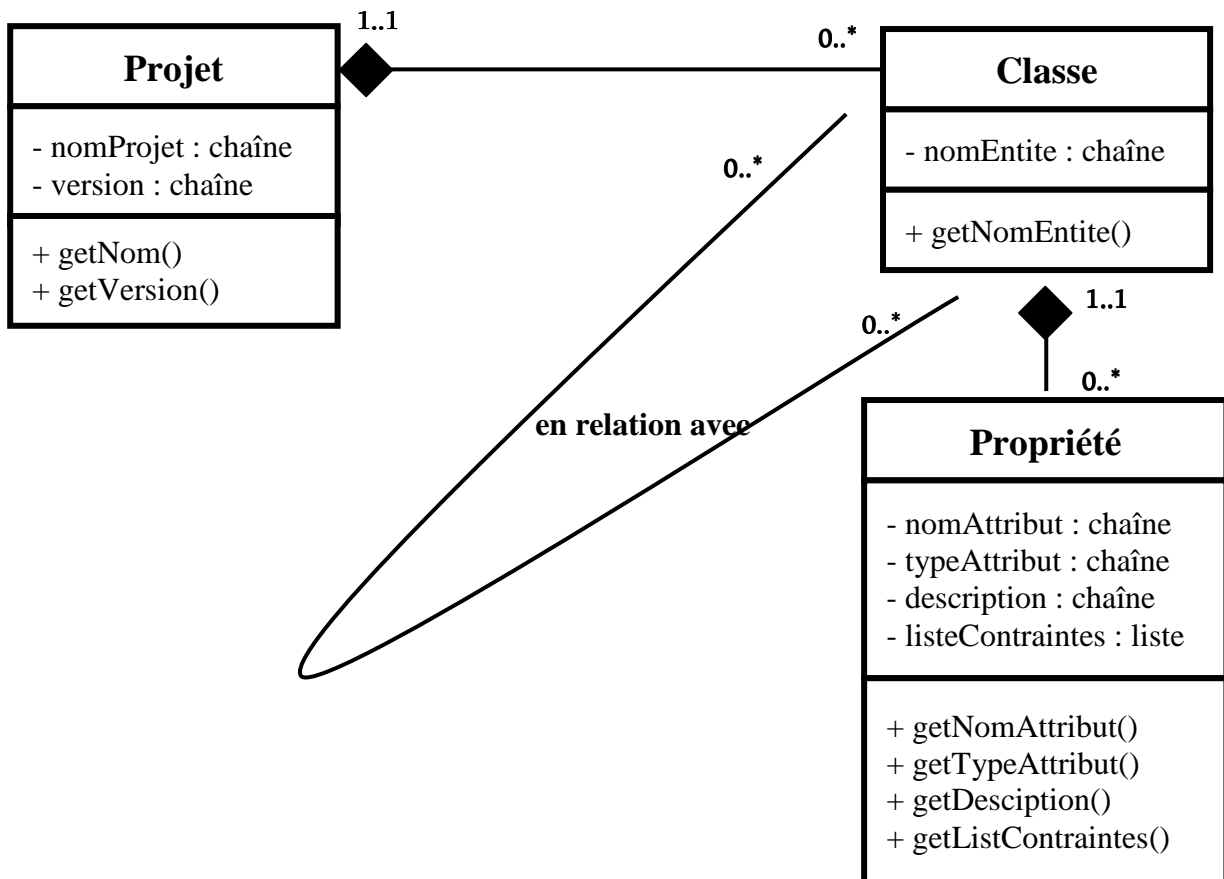 1..1
0..*
Projet
- nomProjet : chaîne
- version : chaîne
+ getNom()
+ getVersion()
Classe
- nomEntite : chaîne
+ getNomEntite()
0..*
0..*
en relation avec
1..1
0..*
Propriété
- nomAttribut : chaîne
- typeAttribut : chaîne
- description : chaîne
- listeContraintes : liste
+ getNomAttribut()
+ getTypeAttribut()
+ getDesciption()
+ getListContraintes()